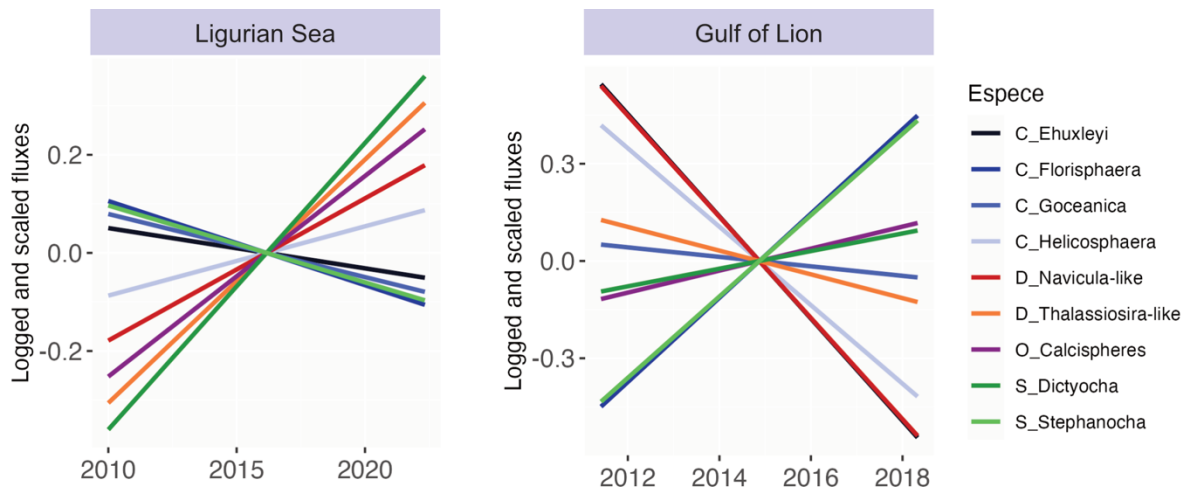 Ligurian Sea
Logged and scaled fluxes
0.2
0.0
-0.2
2010
2015
2020
Gulf of Lion
Logged and scaled fluxes
0.3
0.0
-0.3
2012
2014
2016
2018
Espece
C_Ehuxleyi
C_Florisphaera
C_Goceanica
C_Helicosphaera
D_Navicula-like
D_Thalassiosira-like
O_Calcispheres
S_Dictyocha
S_Stephanocha